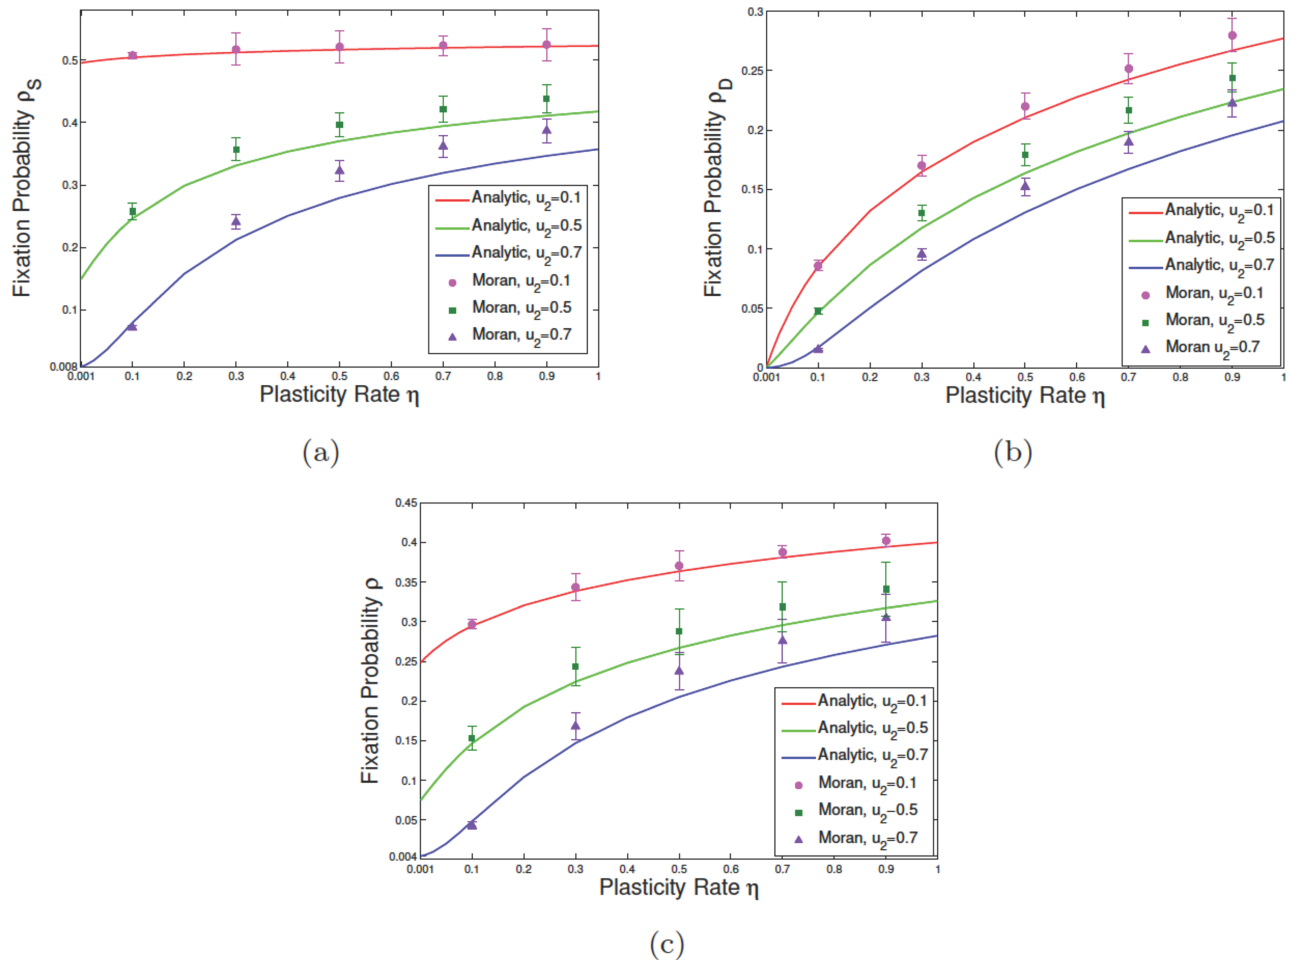 0.5
0.4
0.3
0.2
0.1
0.008
0.001 0.1 0.2 0.3 0.4 0.5 0.6 0.7 0.8 0.9 1
Fixation Probability ρS
Plasticity Rate η
Analytic, u2=0.1
Analytic, u2=0.5
Analytic, u2=0.7
Moran, u2=0.1
Moran, u2=0.5
Moran, u2=0.7
(a)
0.3
0.25
0.2
0.15
0.1
0.05
0
0.001 0.1 0.2 0.3 0.4 0.5 0.6 0.7 0.8 0.9 1
Fixation Probability ρD
Plasticity Rate η
Analytic, u2=0.1
Analytic, u2=0.5
Analytic, u2=0.7
Moran, u2=0.1
Moran, u2=0.5
Moran u2=0.7
(b)
0.45
0.4
0.35
0.3
0.25
0.2
0.15
0.1
0.05
0.004
0.001 0.1 0.2 0.3 0.4 0.5 0.6 0.7 0.8 0.9 1
Fixation Probability ρ
Plasticity Rate η
Analytic, u2=0.1
Analytic, u2=0.5
Analytic, u2=0.7
Moran, u2=0.1
Moran, u2−0.5
Moran, u2=0.7
(c)